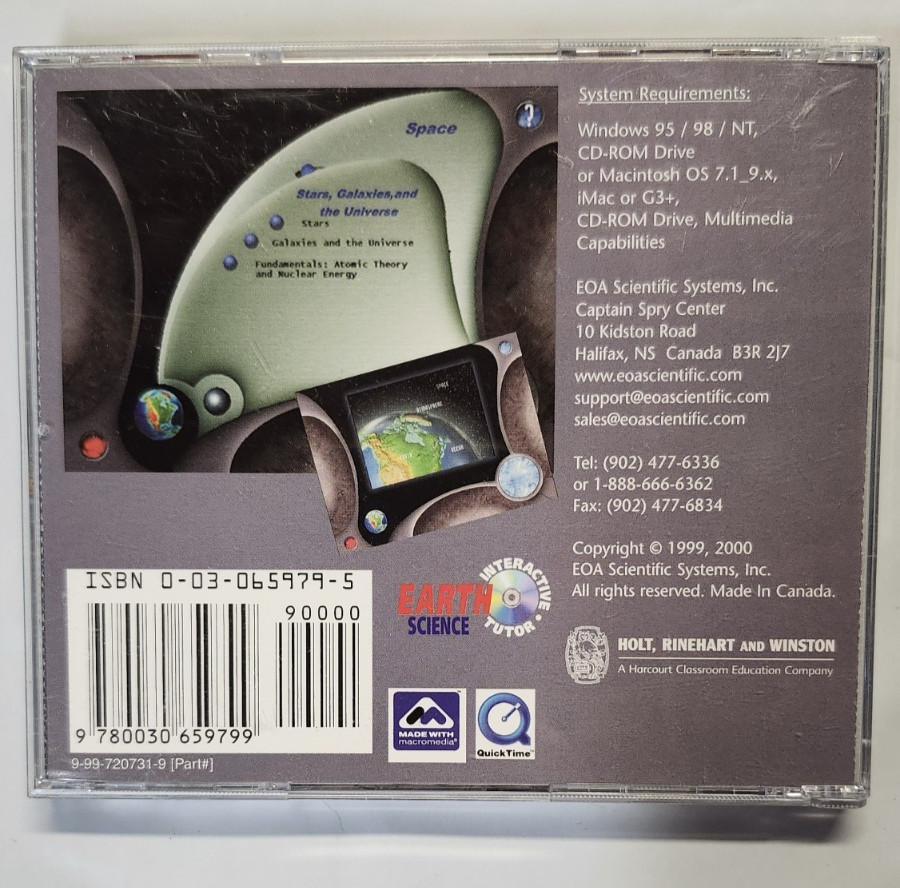 Space
Stars, Galaxies,and
the Universe
Stars
Galaxies and the Universe
Fundamentals: Atomic Theory
and Nuclear Energy
SPACE
System Requirements:
Windows 95 / 98 / NT,
CD-ROM Drive
or Macintosh OS 7.1_9.x,
iMac or G3+,
CD-ROM Drive, Multimedia
Capabilities
EOA Scientific Systems, Inc.
Captain Spry Center
10 Kidston Road
Halifax, NS Canada B3R 2J7
www.eoascientific.com
support@eoascientific.com
sales@eoascientific.com
Tel: (902) 477-6336
or 1-888-666-6362
Fax: (902) 477-6834
Copyright © 1999, 2000
EOA Scientific Systems, Inc.
All rights reserved. Made In Canada.
HOLT, RINEHART AND WINSTON
A Harcourt Classroom Education Company
EARTH
SCIENCE
INTERACTIVE
TUTOR
MADE WITH
macromedia®
QuickTime™
ISBN 0-03-065979-5
90000
9 780030 659799
9-99-720731-9 [Part#]